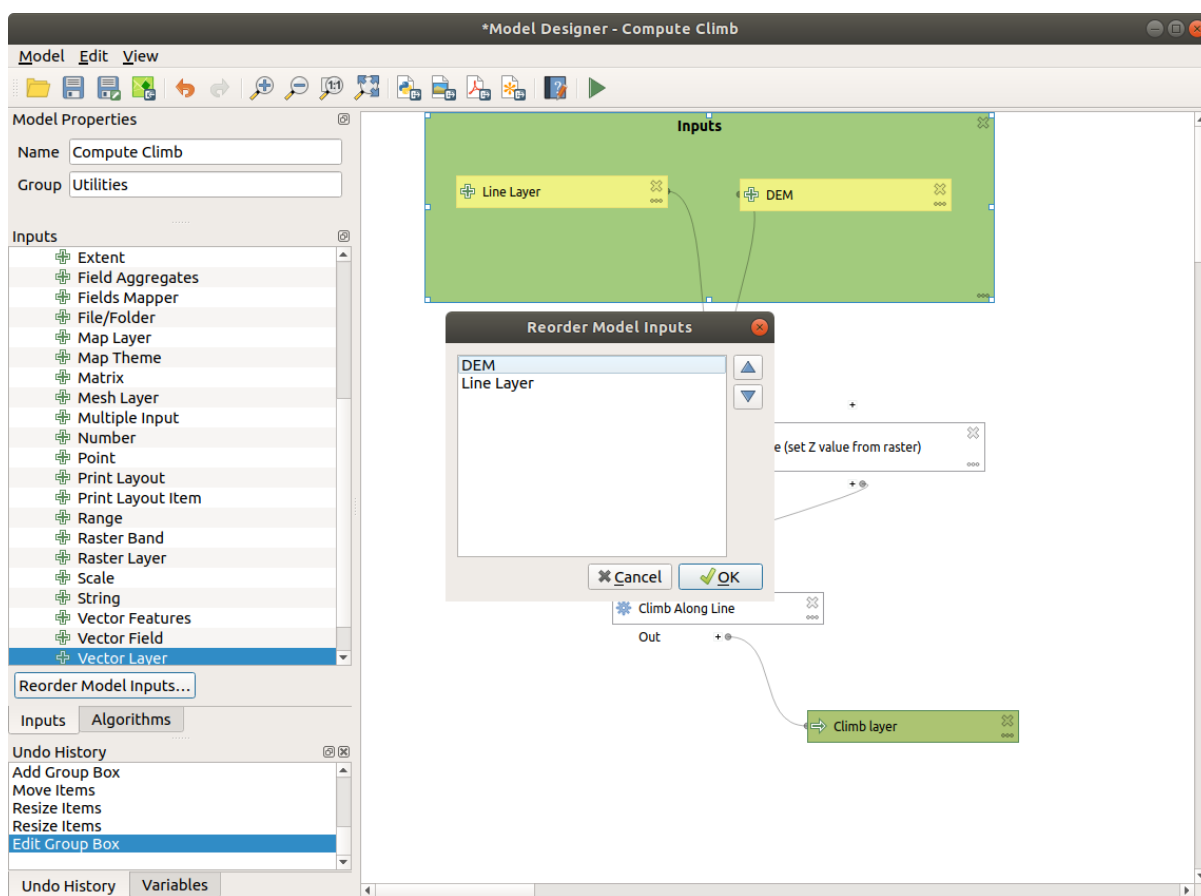 *Model Designer - Compute Climb
Model Edit View
1:1
Model Properties
Name Compute Climb
Group Utilities
Inputs
Extent
Field Aggregates
Fields Mapper
File/Folder
Map Layer
Map Theme
Matrix
Mesh Layer
Multiple Input
Number
Point
Print Layout
Print Layout Item
Range
Raster Band
Raster Layer
Scale
String
Vector Features
Vector Field
Vector Layer
Reorder Model Inputs...
Inputs Algorithms
Undo History
Add Group Box
Move Items
Resize Items
Resize Items
Edit Group Box
Undo History Variables
Inputs
Line Layer
DEM
Reorder Model Inputs
DEM
Line Layer
Cancel OK
e (set Z value from raster)
Climb Along Line
Out
Climb layer